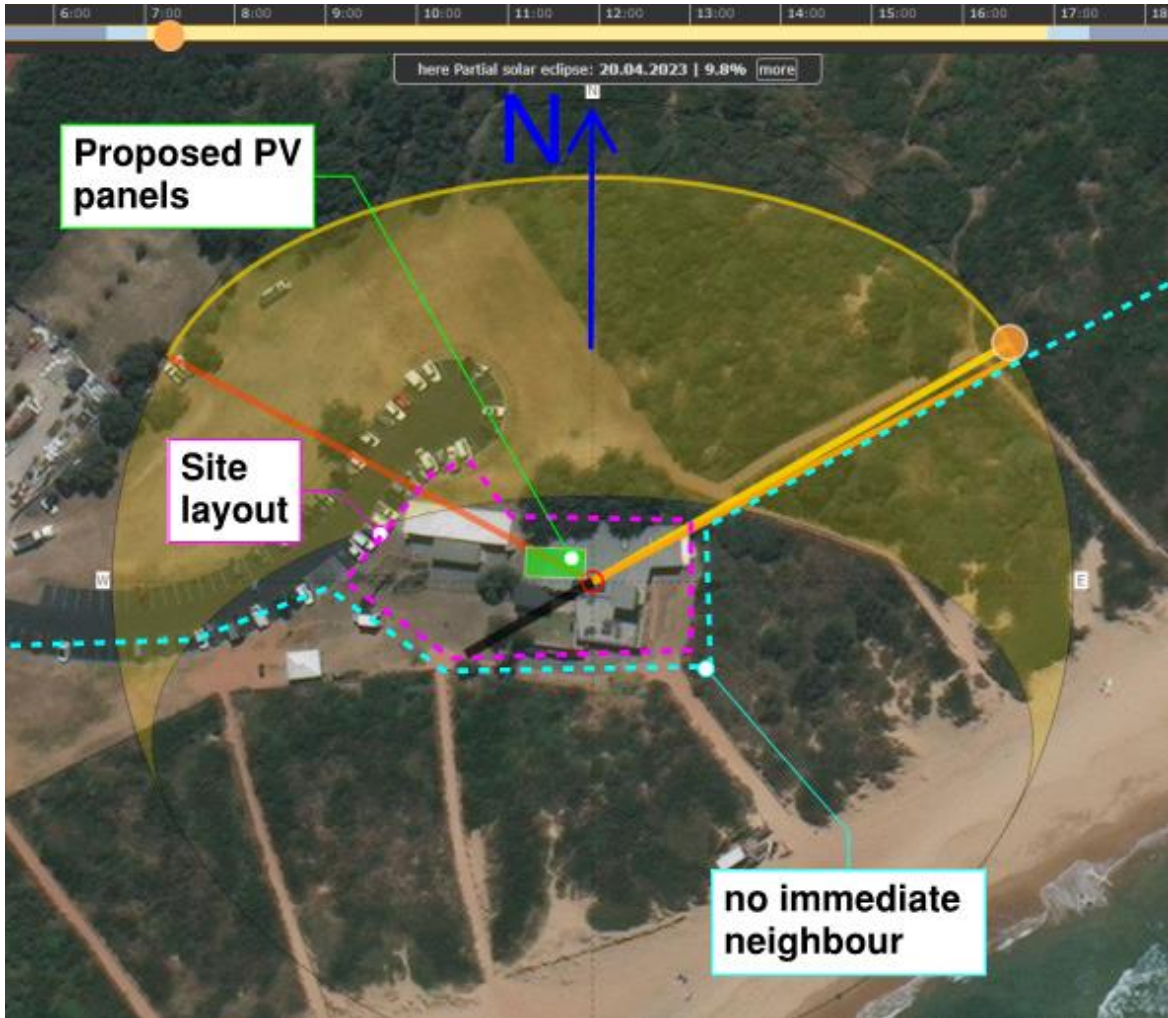 6:00 7:00 8:00 9:00 10:00 11:00 12:00 13:00 14:00 15:00 16:00 17:00 18
here Partial solar eclipse: 20.04.2023 | 9.8% more
N
N
Proposed PV
panels
Site
layout
W
E
no immediate
neighbour